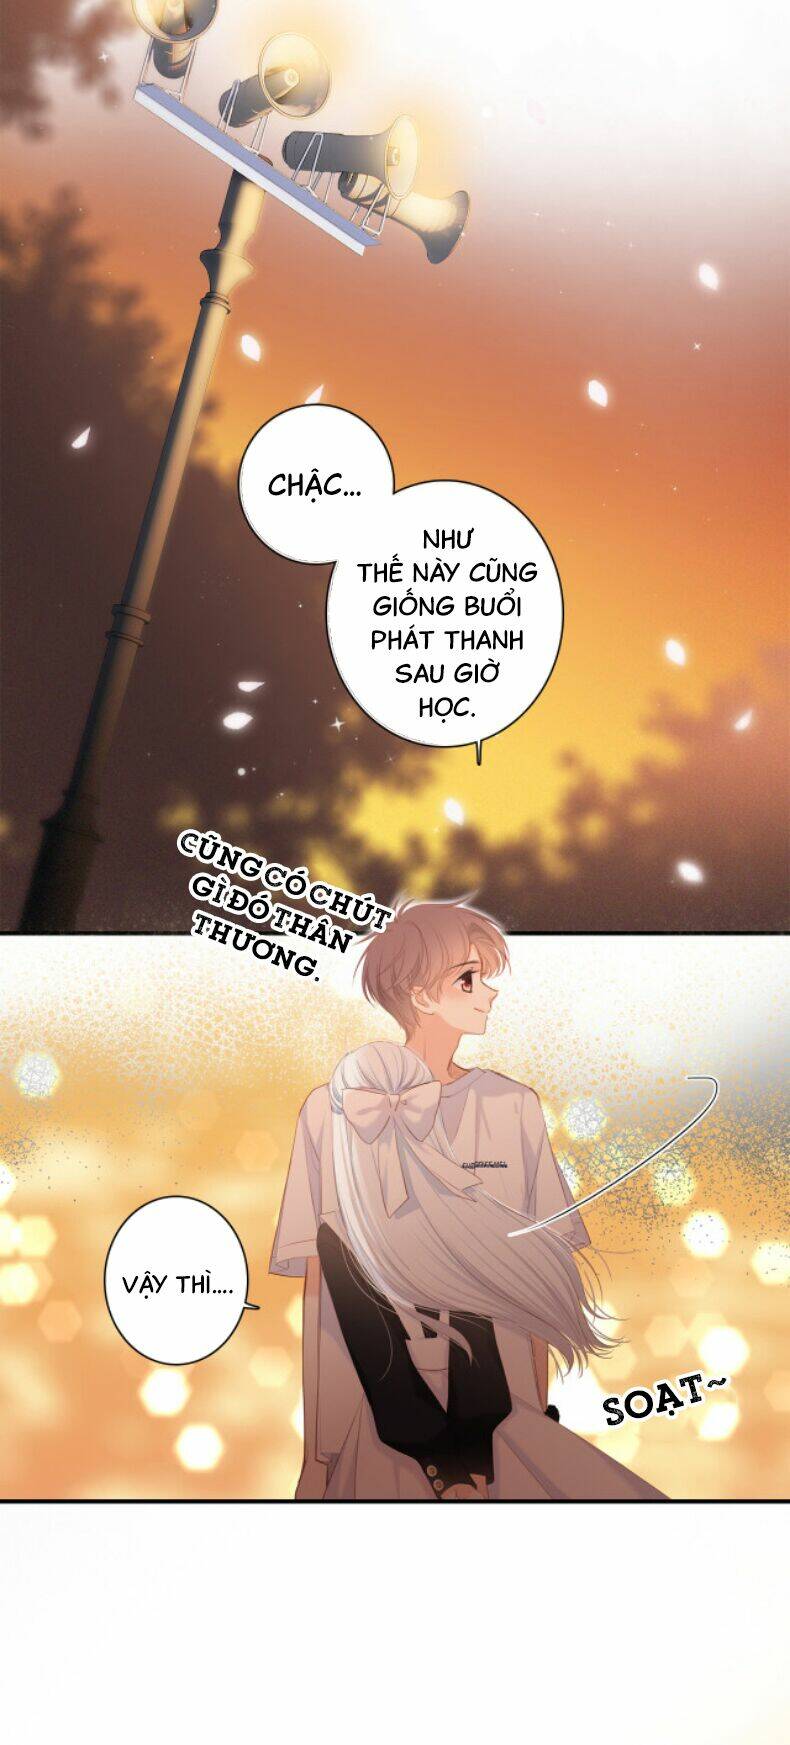 CHẬC...
NHƯ
THẾ NÀY CŨNG
GIỐNG BUỔI
PHÁT THANH
SAU GIỜ
HỌC.
CŨNG CÓ CHÚT
GÌ ĐÓ THÂN
THƯƠNG.
VẬY THÌ....
SOẠT~